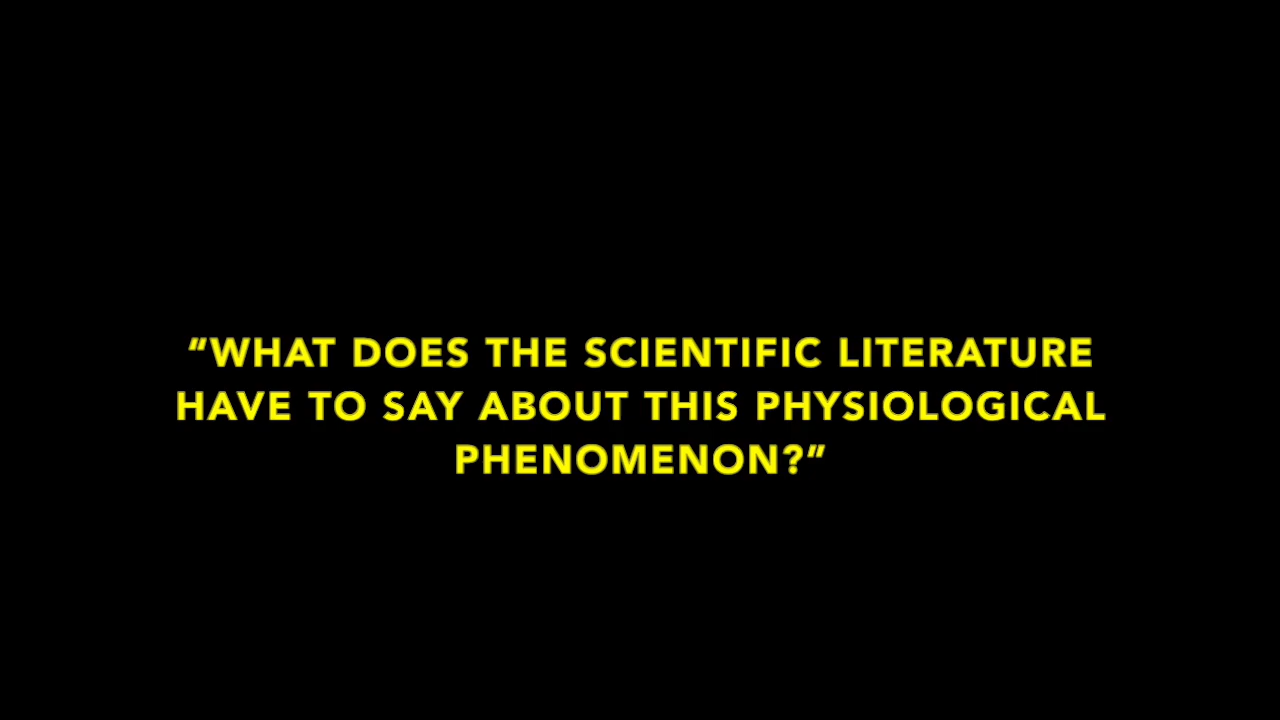 “WHAT DOES THE SCIENTIFIC LITERATURE
HAVE TO SAY ABOUT THIS PHYSIOLOGICAL
PHENOMENON?”